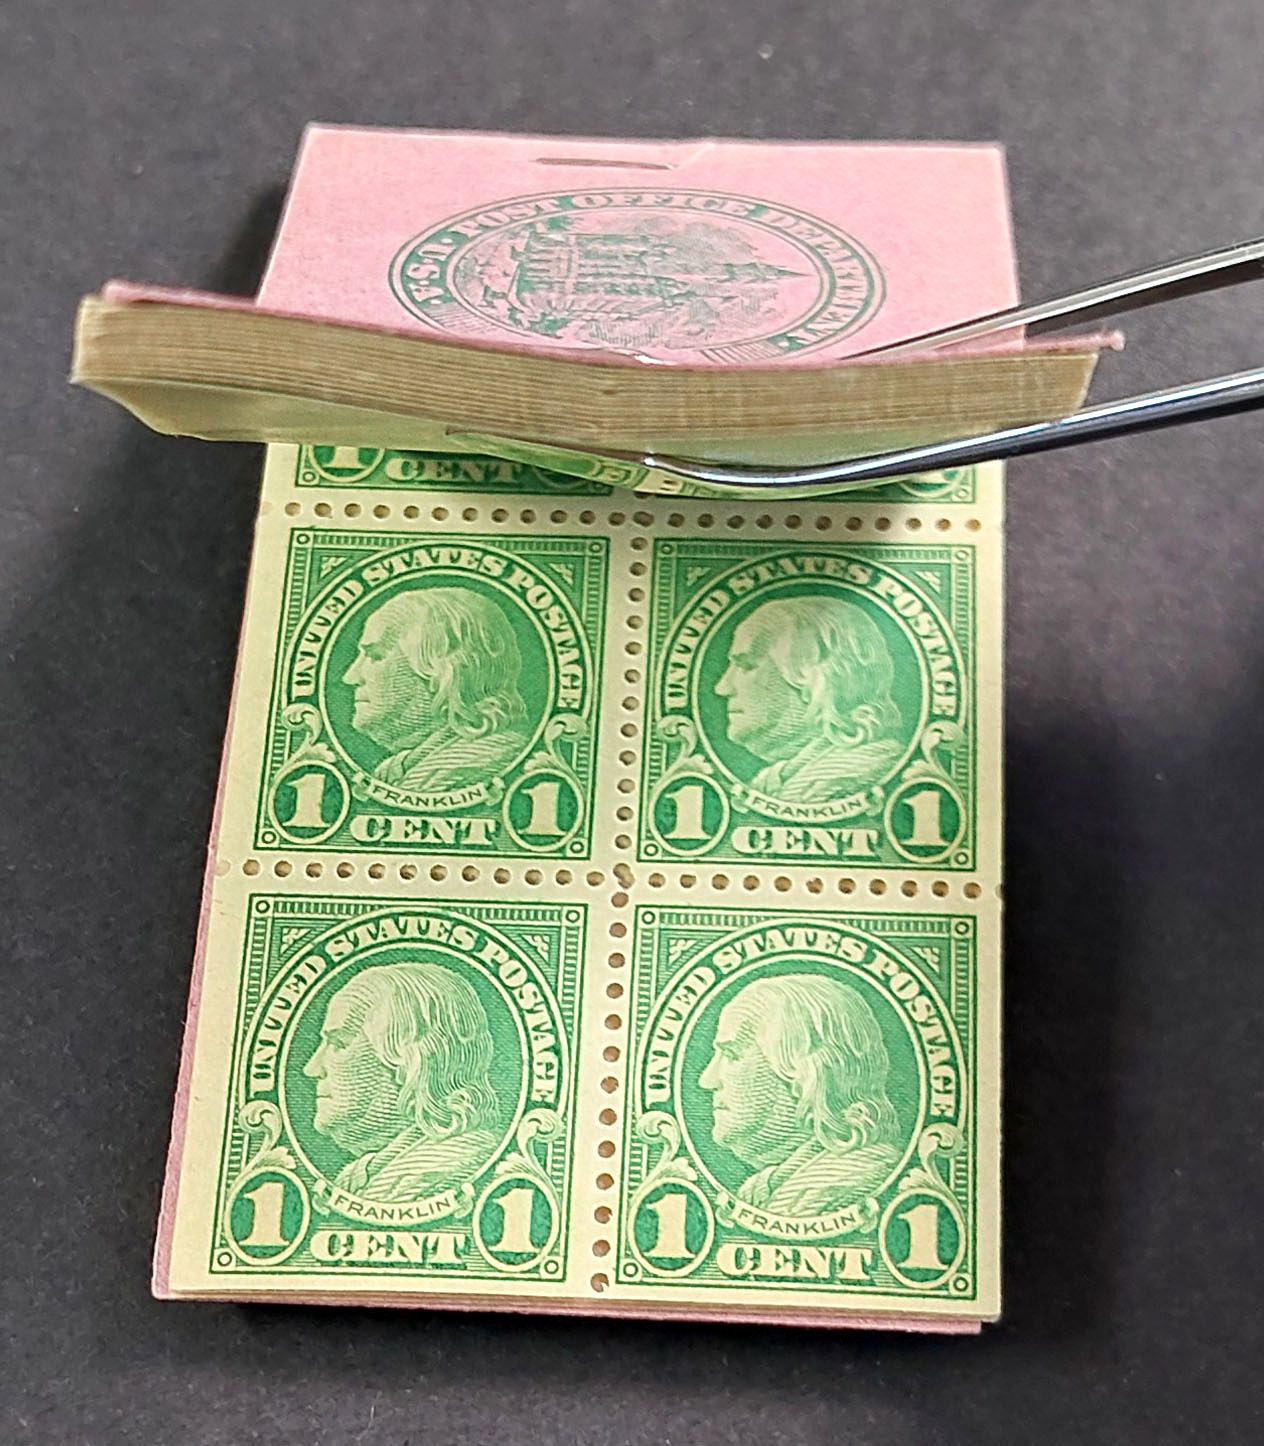 U·S·A· POST OFFICE DEPARTMENT·
1 CENT
UNITED STATES POSTAGE
FRANKLIN
1 CENT 1
UNITED STATES POSTAGE
FRANKLIN
1 CENT 1
UNITED STATES POSTAGE
FRANKLIN
1 CENT 1
UNITED STATES POSTAGE
FRANKLIN
1 CENT 1